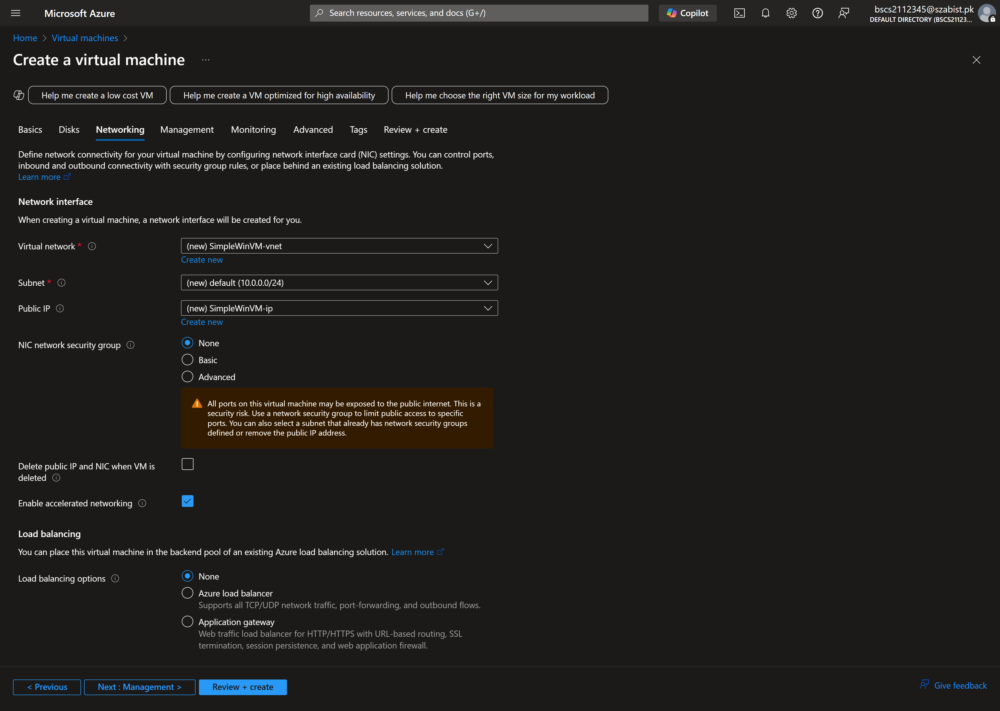 Microsoft Azure
Search resources, services, and docs (G+/)
Copilot
bscs2112345@szabist.pk
DEFAULT DIRECTORY (BSCS21123...
Home > Virtual machines >
Create a virtual machine ...
Help me create a low cost VM
Help me create a VM optimized for high availability
Help me choose the right VM size for my workload
Basics Disks Networking Management Monitoring Advanced Tags Review + create
Define network connectivity for your virtual machine by configuring network interface card (NIC) settings. You can control ports,
inbound and outbound connectivity with security group rules, or place behind an existing load balancing solution.
Learn more
Network interface
When creating a virtual machine, a network interface will be created for you.
Virtual network *
(new) SimpleWinVM-vnet
Create new
Subnet *
(new) default (10.0.0.0/24)
Public IP
(new) SimpleWinVM-ip
Create new
NIC network security group
None
Basic
Advanced
All ports on this virtual machine may be exposed to the public internet. This is a
security risk. Use a network security group to limit public access to specific
ports. You can also select a subnet that already has network security groups
defined or remove the public IP address.
Delete public IP and NIC when VM is
deleted
Enable accelerated networking
Load balancing
You can place this virtual machine in the backend pool of an existing Azure load balancing solution. Learn more
Load balancing options
None
Azure load balancer
Supports all TCP/UDP network traffic, port-forwarding, and outbound flows.
Application gateway
Web traffic load balancer for HTTP/HTTPS with URL-based routing, SSL
termination, session persistence, and web application firewall.
< Previous
Next : Management >
Review + create
Give feedback